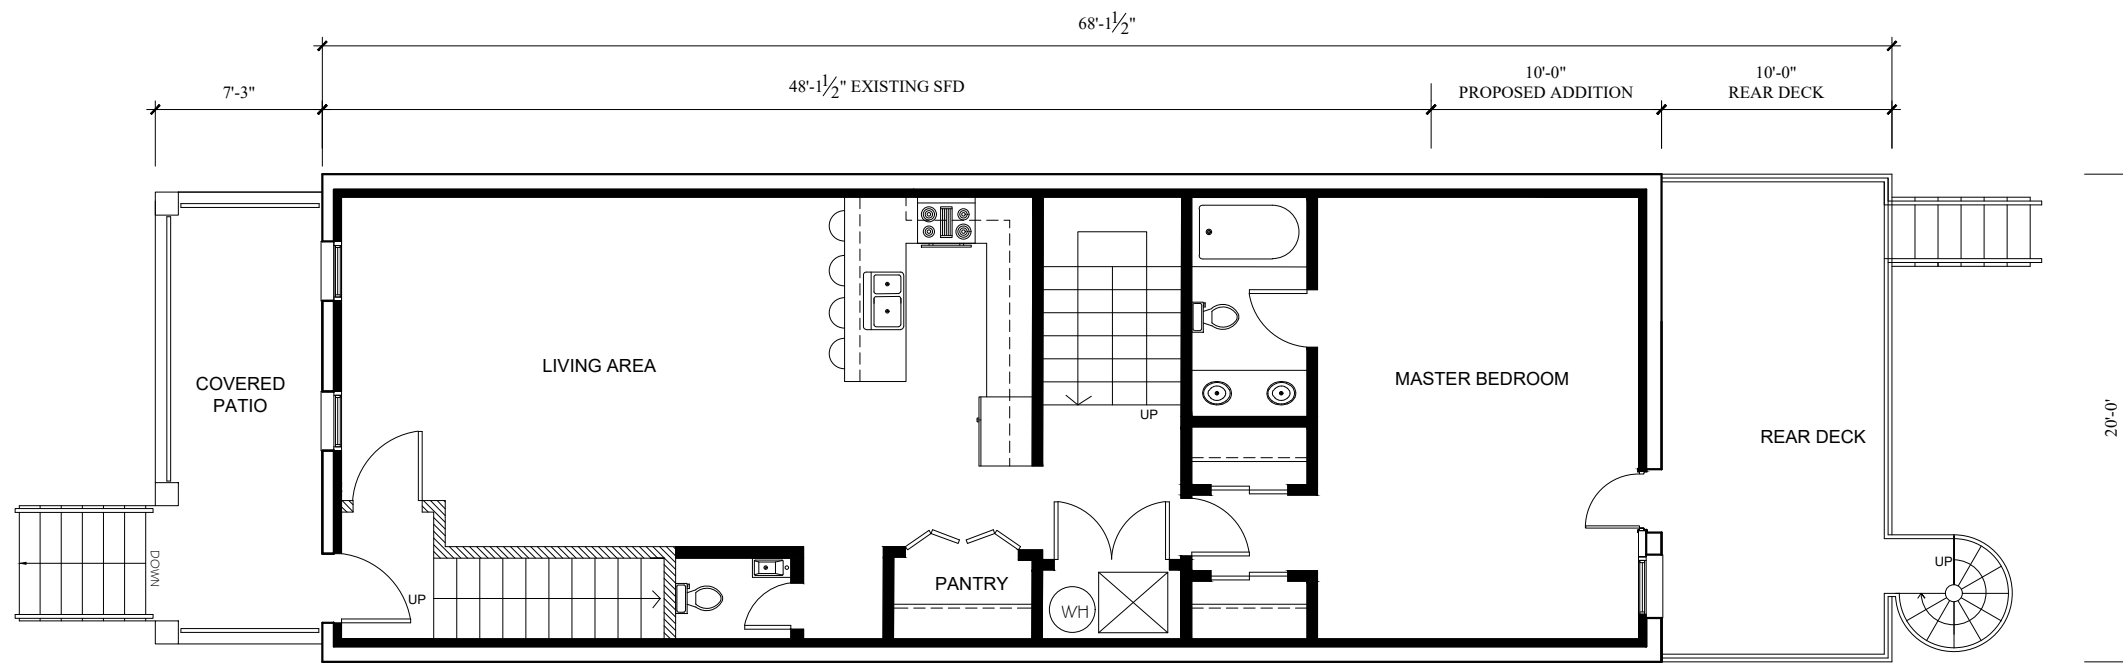 68'-1½"
7'-3"
48'-1½" EXISTING SFD
10'-0"
PROPOSED ADDITION
10'-0"
REAR DECK
COVERED
PATIO
LIVING AREA
MASTER BEDROOM
REAR DECK
20'-0'
UP
DOWN
UP
PANTRY
WH
UP